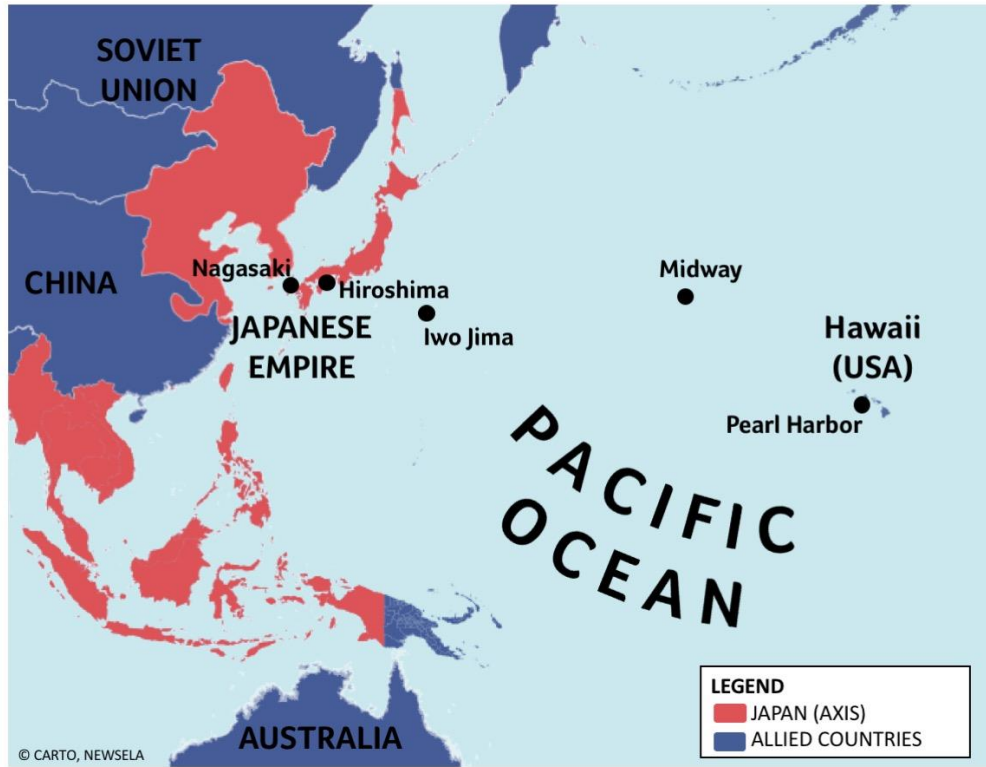 SOVIET
UNION
CHINA
Nagasaki
Hiroshima
JAPANESE
EMPIRE
Iwo Jima
Midway
Hawaii
(USA)
Pearl Harbor
PACIFIC
OCEAN
AUSTRALIA
LEGEND
JAPAN (AXIS)
ALLIED COUNTRIES
© CARTO, NEWSELA